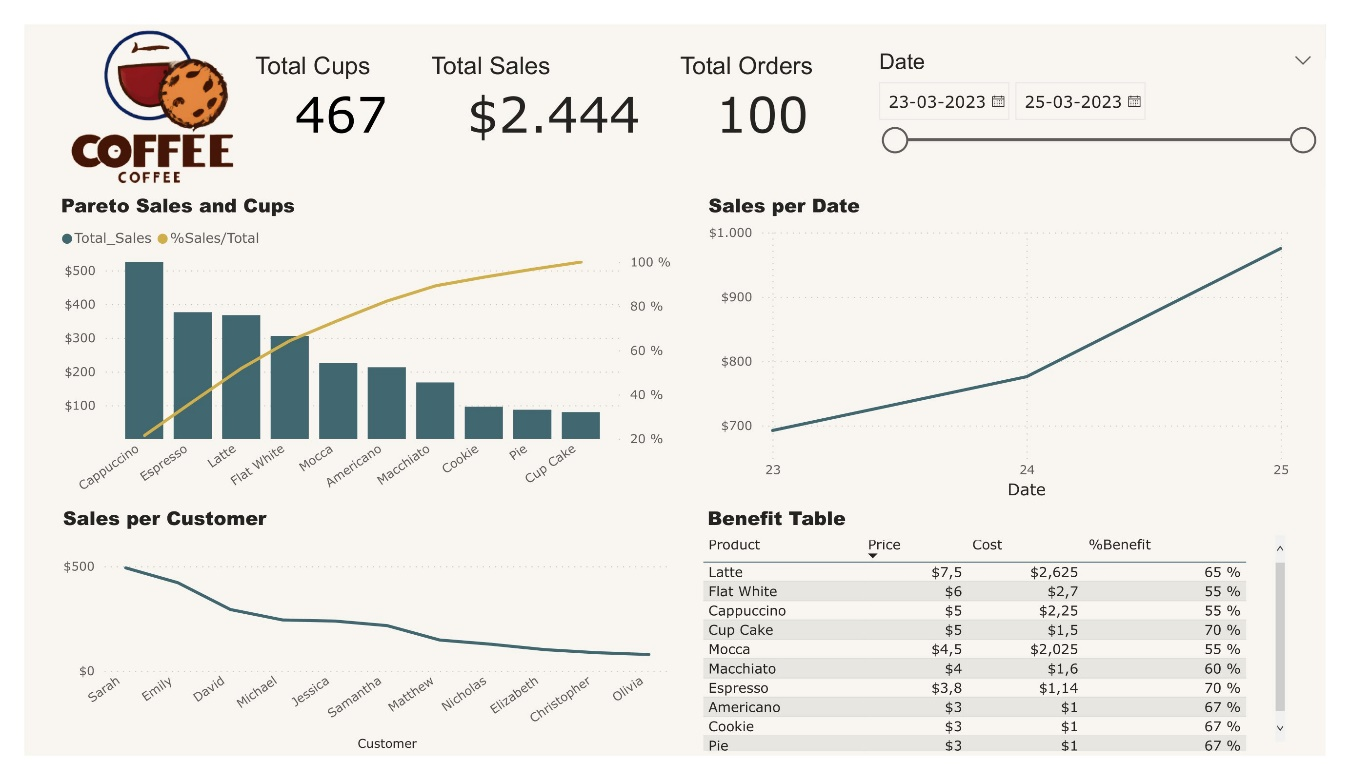 COFFEE
COFFEE
Total Cups
467
Total Sales
$2.444
Total Orders
100
Date
23-03-2023
25-03-2023
Pareto Sales and Cups
Total_Sales %Sales/Total
$500
$400
$300
$200
$100
100 %
80 %
60 %
40 %
20 %
Cappuccino
Espresso
Latte
Flat White
Mocca
Americano
Macchiato
Cookie
Pie
Cup Cake
Sales per Date
$1.000
$900
$800
$700
23 24 25
Date
Sales per Customer
$500
$0
Sarah
Emily
David
Michael
Jessica
Samantha
Matthew
Nicholas
Elizabeth
Christopher
Olivia
Customer
Benefit Table
Product Price Cost %Benefit
Latte $7,5 $2,625 65 %
Flat White $6 $2,7 55 %
Cappuccino $5 $2,25 55 %
Cup Cake $5 $1,5 70 %
Mocca $4,5 $2,025 55 %
Macchiato $4 $1,6 60 %
Espresso $3,8 $1,14 70 %
Americano $3 $1 67 %
Cookie $3 $1 67 %
Pie $3 $1 67 %